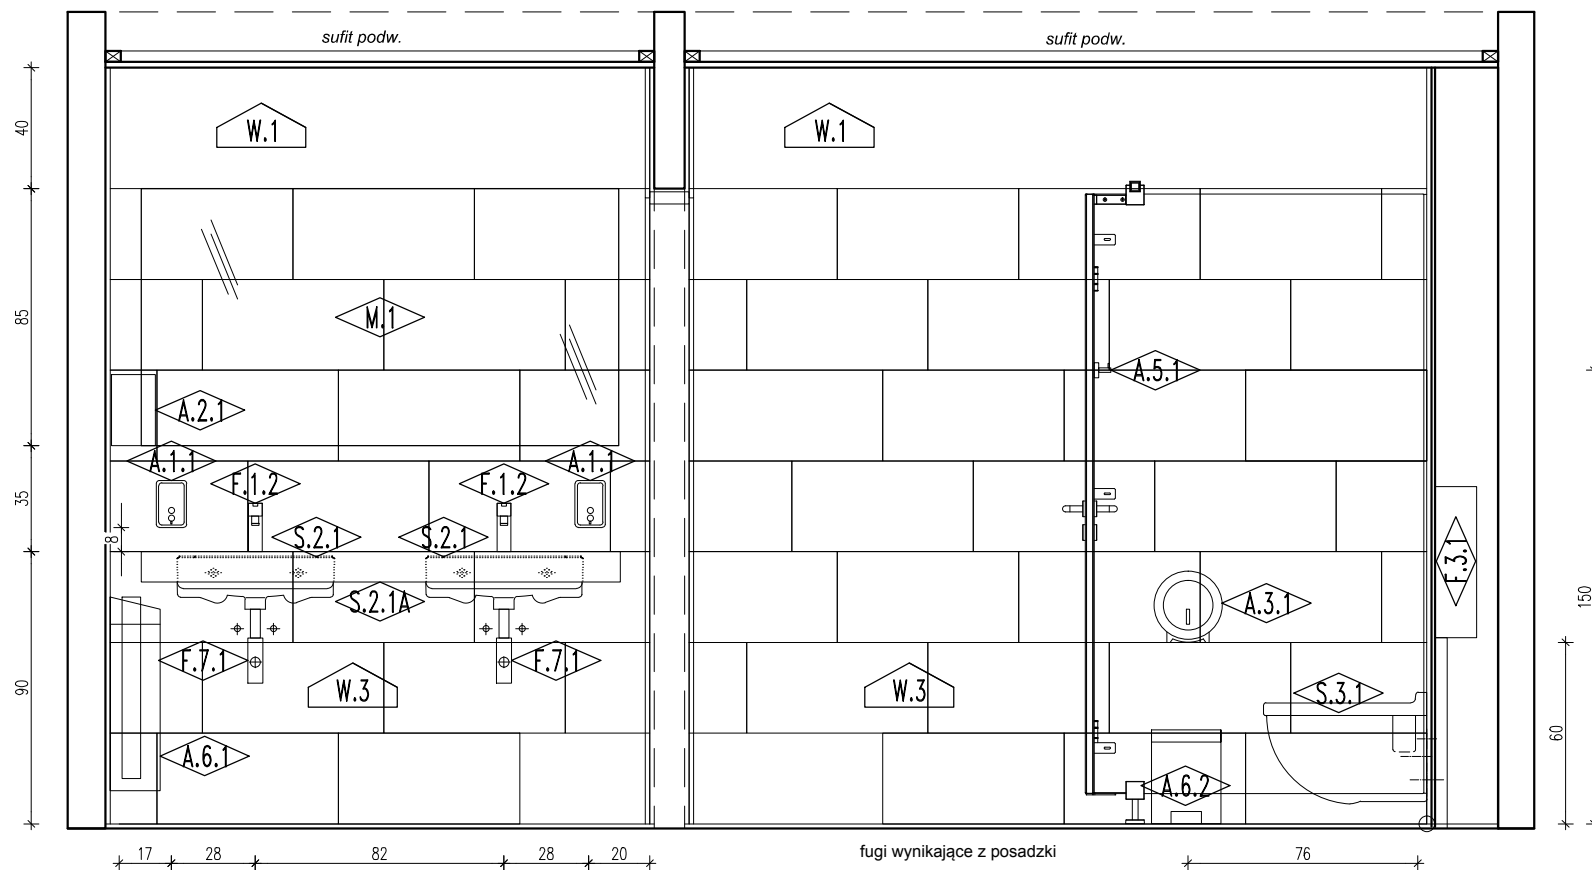 sufit podw.
sufit podw.
W.1
W.1
40
85
35
8
90
M.1
A.5.1
A.2.1
A.1.1
A.1.1
F.1.2
F.1.2
S.2.1
S.2.1
F.3.1
S.2.1A
A.3.1
150
F.7.1
F.7.1
W.3
W.3
S.3.1
60
A.6.1
A.6.2
17
28
82
28
20
fugi wynikające z posadzki
76